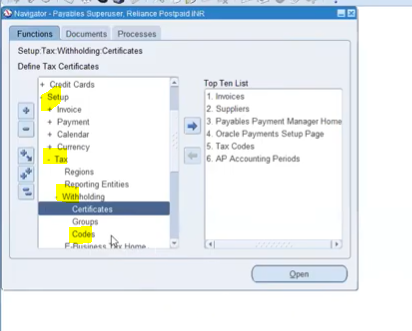 Navigator - Payables Superuser, Reliance Postpaid INR
Functions
Documents
Processes
Setup:Tax:Withholding:Certificates
Define Tax Certificates
+ Credit Cards
- Setup
+ Invoice
+ Payment
+ Calendar
+ Currency
- Tax
Regions
Reporting Entities
- Withholding
Certificates
Groups
Codes
E-Business Tax Home
Top Ten List
1. Invoices
2. Suppliers
3. Payables Payment Manager Home
4. Oracle Payments Setup Page
5. Tax Codes
6. AP Accounting Periods
Open